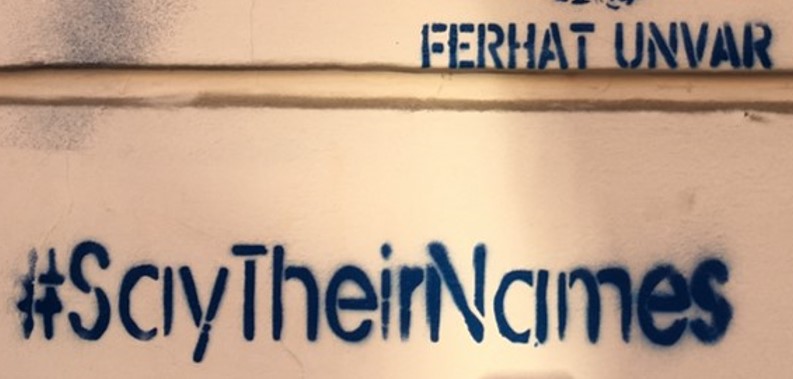 FERHAT UNVAR
#SayTheirNames